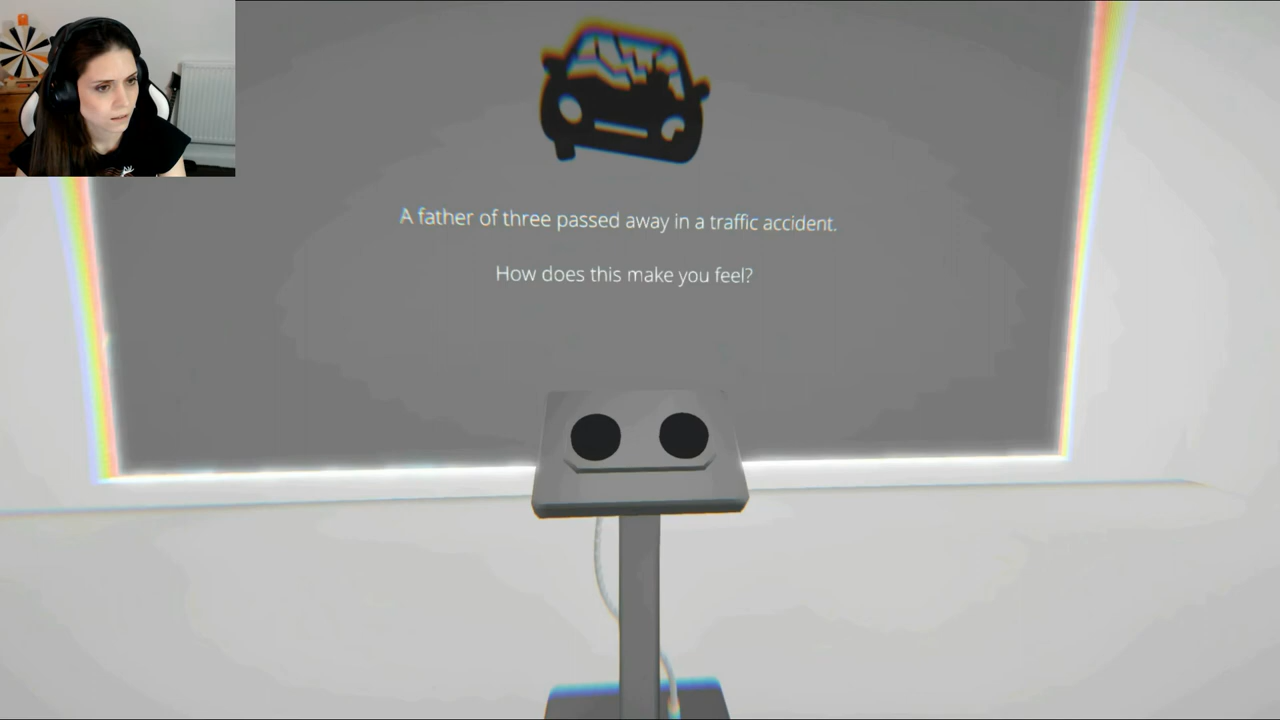 A father of three passed away in a traffic accident.
How does this make you feel?